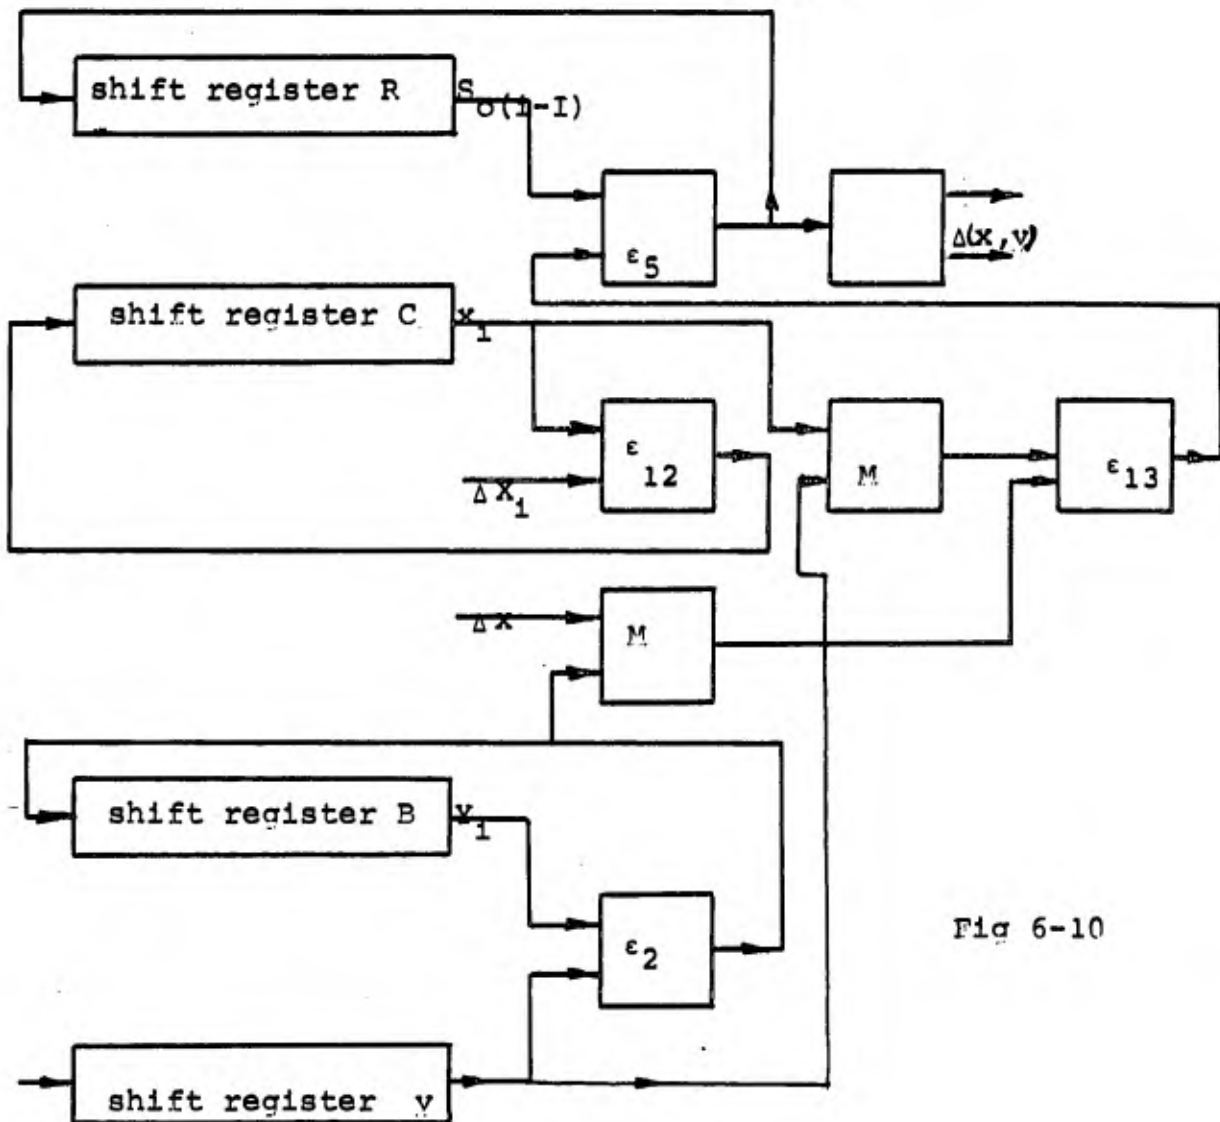 shift register R
S₀(i-I)
ε₅
Δ(x,v)
shift register C
x₁
ε₁₂
Δx₁
M
ε₁₃
Δx
M
shift register B
v₁
ε₂
Fig 6-10
shift register v